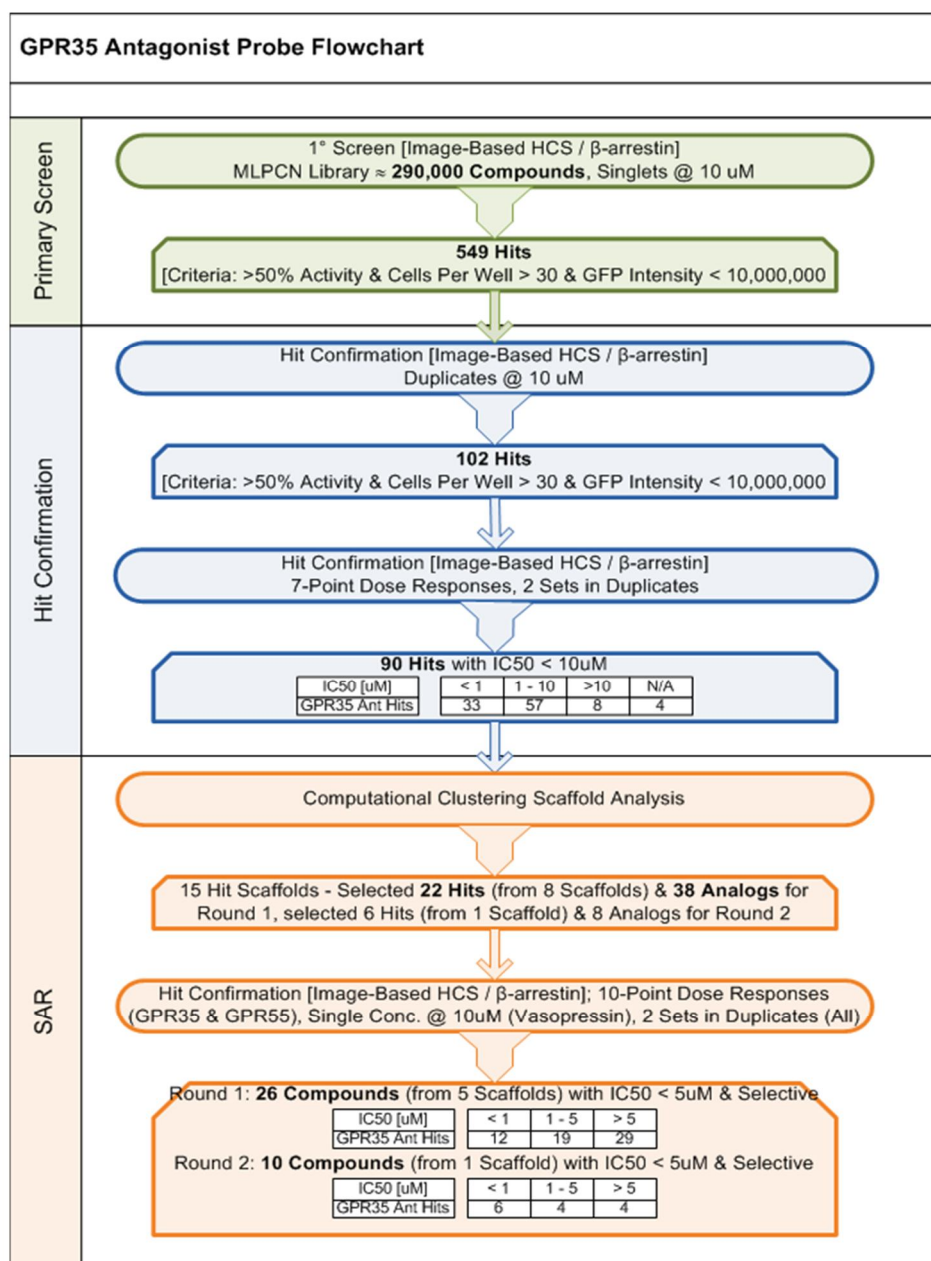 GPR35 Antagonist Probe Flowchart
Primary Screen
1° Screen [Image-Based HCS / β-arrestin]
MLPCN Library ≈ 290,000 Compounds, Singlets @ 10 uM
549 Hits
[Criteria: >50% Activity & Cells Per Well > 30 & GFP Intensity < 10,000,000
Hit Confirmation
Hit Confirmation [Image-Based HCS / β-arrestin]
Duplicates @ 10 uM
102 Hits
[Criteria: >50% Activity & Cells Per Well > 30 & GFP Intensity < 10,000,000
Hit Confirmation [Image-Based HCS / β-arrestin]
7-Point Dose Responses, 2 Sets in Duplicates
90 Hits with IC50 < 10uM
IC50 [uM] < 1 1 - 10 >10 N/A
GPR35 Ant Hits 33 57 8 4
SAR
Computational Clustering Scaffold Analysis
15 Hit Scaffolds - Selected 22 Hits (from 8 Scaffolds) & 38 Analogs for
Round 1, selected 6 Hits (from 1 Scaffold) & 8 Analogs for Round 2
Hit Confirmation [Image-Based HCS / β-arrestin]; 10-Point Dose Responses
(GPR35 & GPR55), Single Conc. @ 10uM (Vasopressin), 2 Sets in Duplicates (All)
Round 1: 26 Compounds (from 5 Scaffolds) with IC50 < 5uM & Selective
IC50 [uM] < 1 1 - 5 > 5
GPR35 Ant Hits 12 19 29
Round 2: 10 Compounds (from 1 Scaffold) with IC50 < 5uM & Selective
IC50 [uM] < 1 1 - 5 > 5
GPR35 Ant Hits 6 4 4